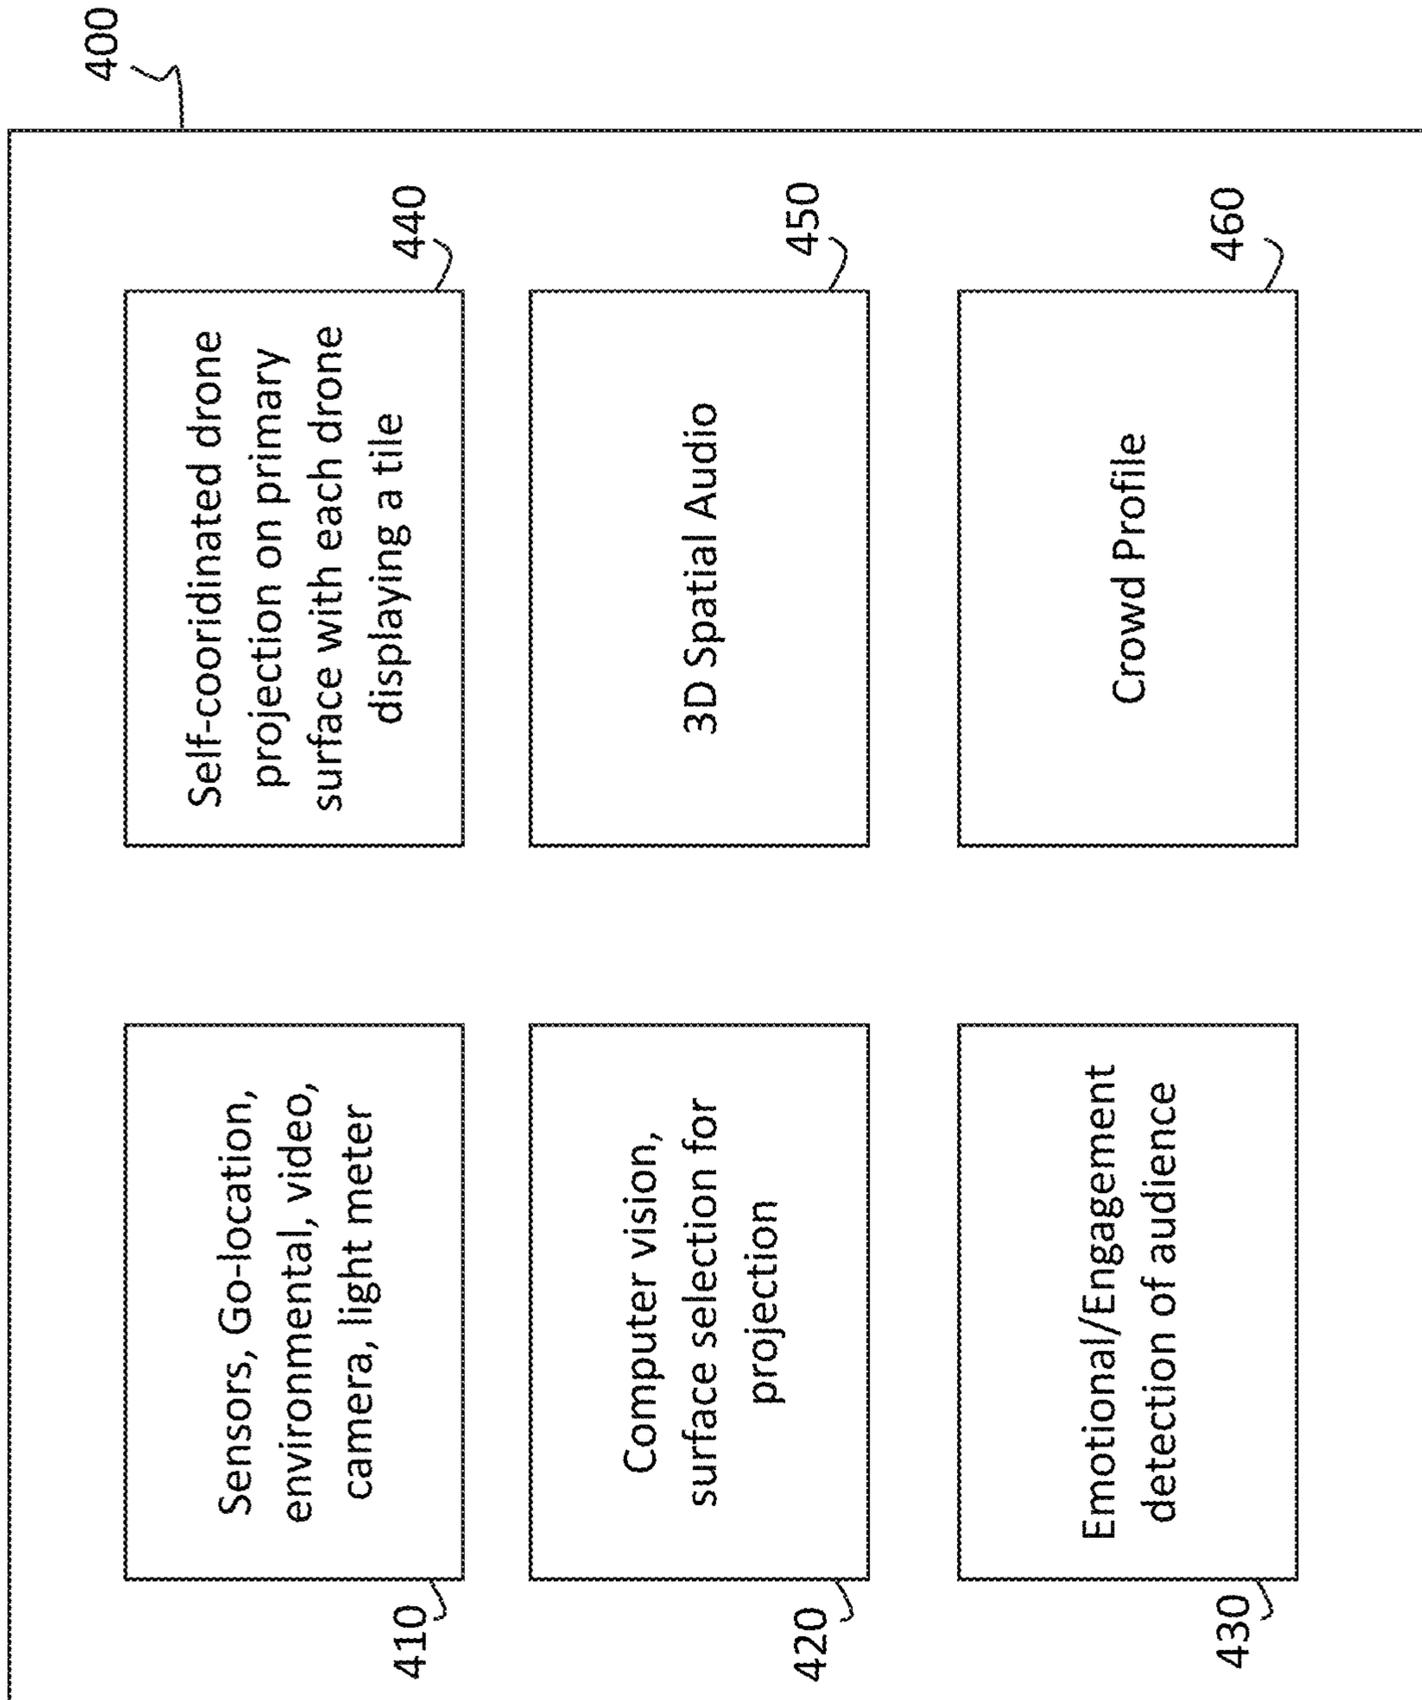 400
410
Sensors, Go-location,
environmental, video,
camera, light meter
440
Self-cooridinated drone
projection on primary
surface with each drone
displaying a tile
420
Computer vision,
surface selection for
projection
450
3D Spatial Audio
430
Emotional/Engagement
detection of audience
460
Crowd Profile